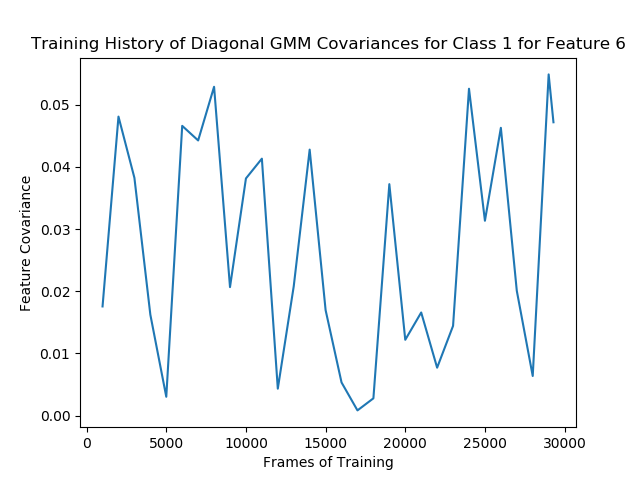 Training History of Diagonal GMM Covariances for Class 1 for Feature 6
Feature Covariance
0.05
0.04
0.03
0.02
0.01
0.00
0 5000 10000 15000 20000 25000 30000
Frames of Training